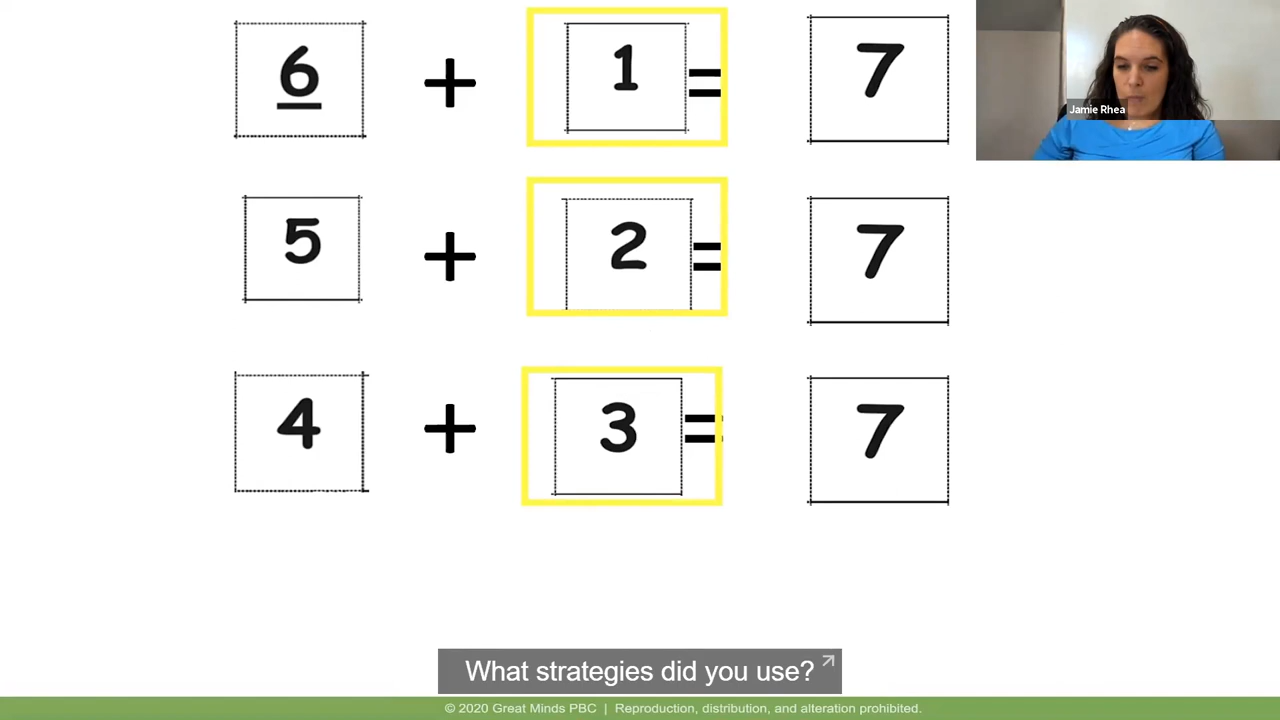 6 + 1 = 7
Jamie Rhea
5 + 2 = 7
4 + 3 = 7
What strategies did you use?
© 2020 Great Minds PBC | Reproduction, distribution, and alteration prohibited.